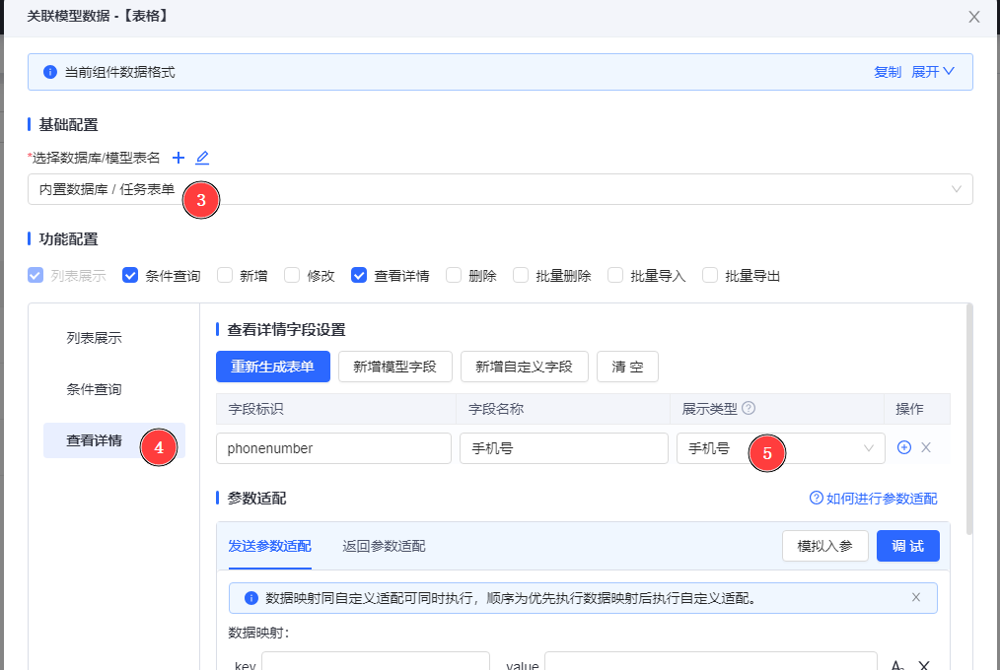 关联模型数据 -【表格】
当前组件数据格式 复制 展开
基础配置
*选择数据库/模型表名
内置数据库 / 任务表单
3
功能配置
列表展示 条件查询 新增 修改 查看详情 删除 批量删除 批量导入 批量导出
列表展示
条件查询
查看详情
4
查看详情字段设置
重新生成表单 新增模型字段 新增自定义字段 清 空
字段标识 字段名称 展示类型 操作
phonenumber 手机号 手机号
5
参数适配 如何进行参数适配
发送参数适配 返回参数适配 模拟入参 调 试
数据映射同自定义适配可同时执行，顺序为优先执行数据映射后执行自定义适配。
数据映射：
key value